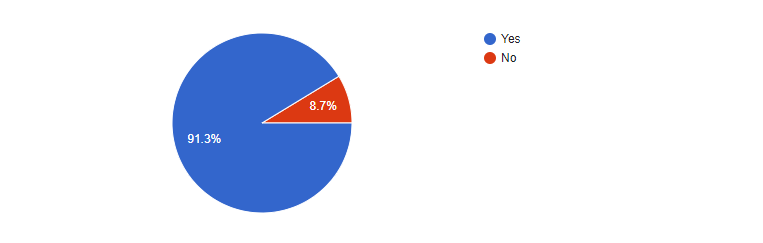 Yes
No
8.7%
91.3%